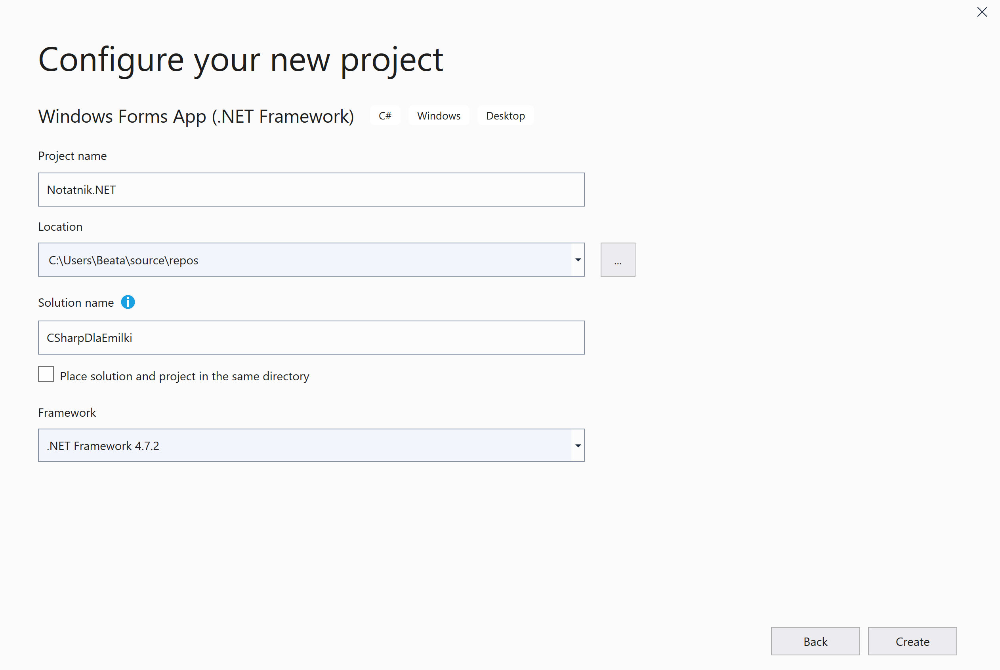 Configure your new project
Windows Forms App (.NET Framework) C# Windows Desktop
Project name
Notatnik.NET
Location
C:\Users\Beata\source\repos
...
Solution name
CSharpDlaEmilki
Place solution and project in the same directory
Framework
.NET Framework 4.7.2
Back Create